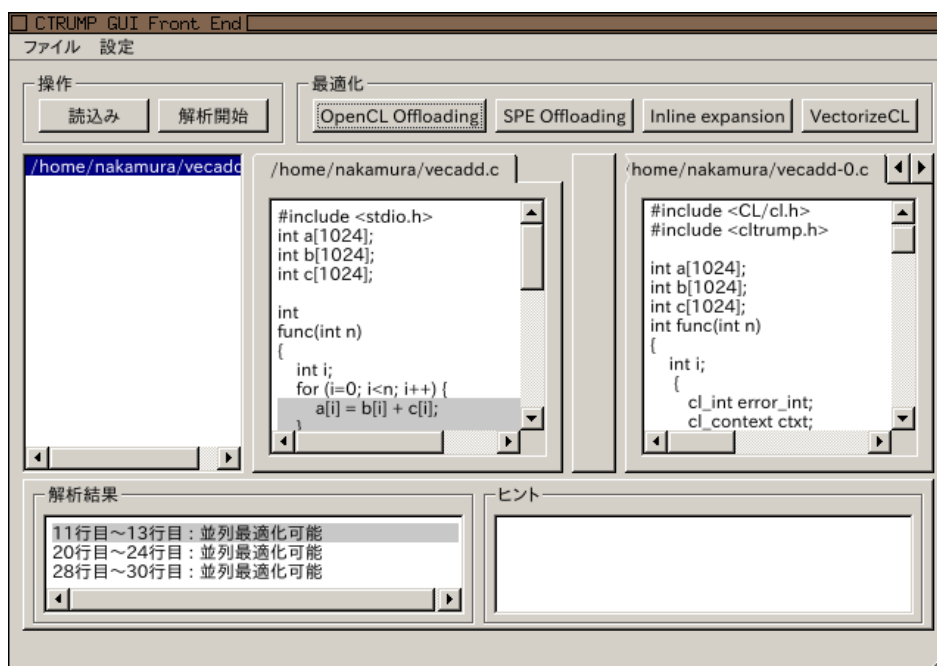 CTRUMP GUI Front End
ファイル 設定
操作
読込み 解析開始
最適化
OpenCL Offloading SPE Offloading Inline expansion VectorizeCL
/home/nakamura/vecadd
/home/nakamura/vecadd.c
#include <stdio.h>
int a[1024];
int b[1024];
int c[1024];
int
func(int n)
{
int i;
for (i=0; i<n; i++) {
a[i] = b[i] + c[i];
}
/home/nakamura/vecadd-0.c
#include <CL/cl.h>
#include <cltrump.h>
int a[1024];
int b[1024];
int c[1024];
int func(int n)
{
int i;
{
cl_int error_int;
cl_context ctxt;
解析結果
11行目～13行目 : 並列最適化可能
20行目～24行目 : 並列最適化可能
28行目～30行目 : 並列最適化可能
ヒント